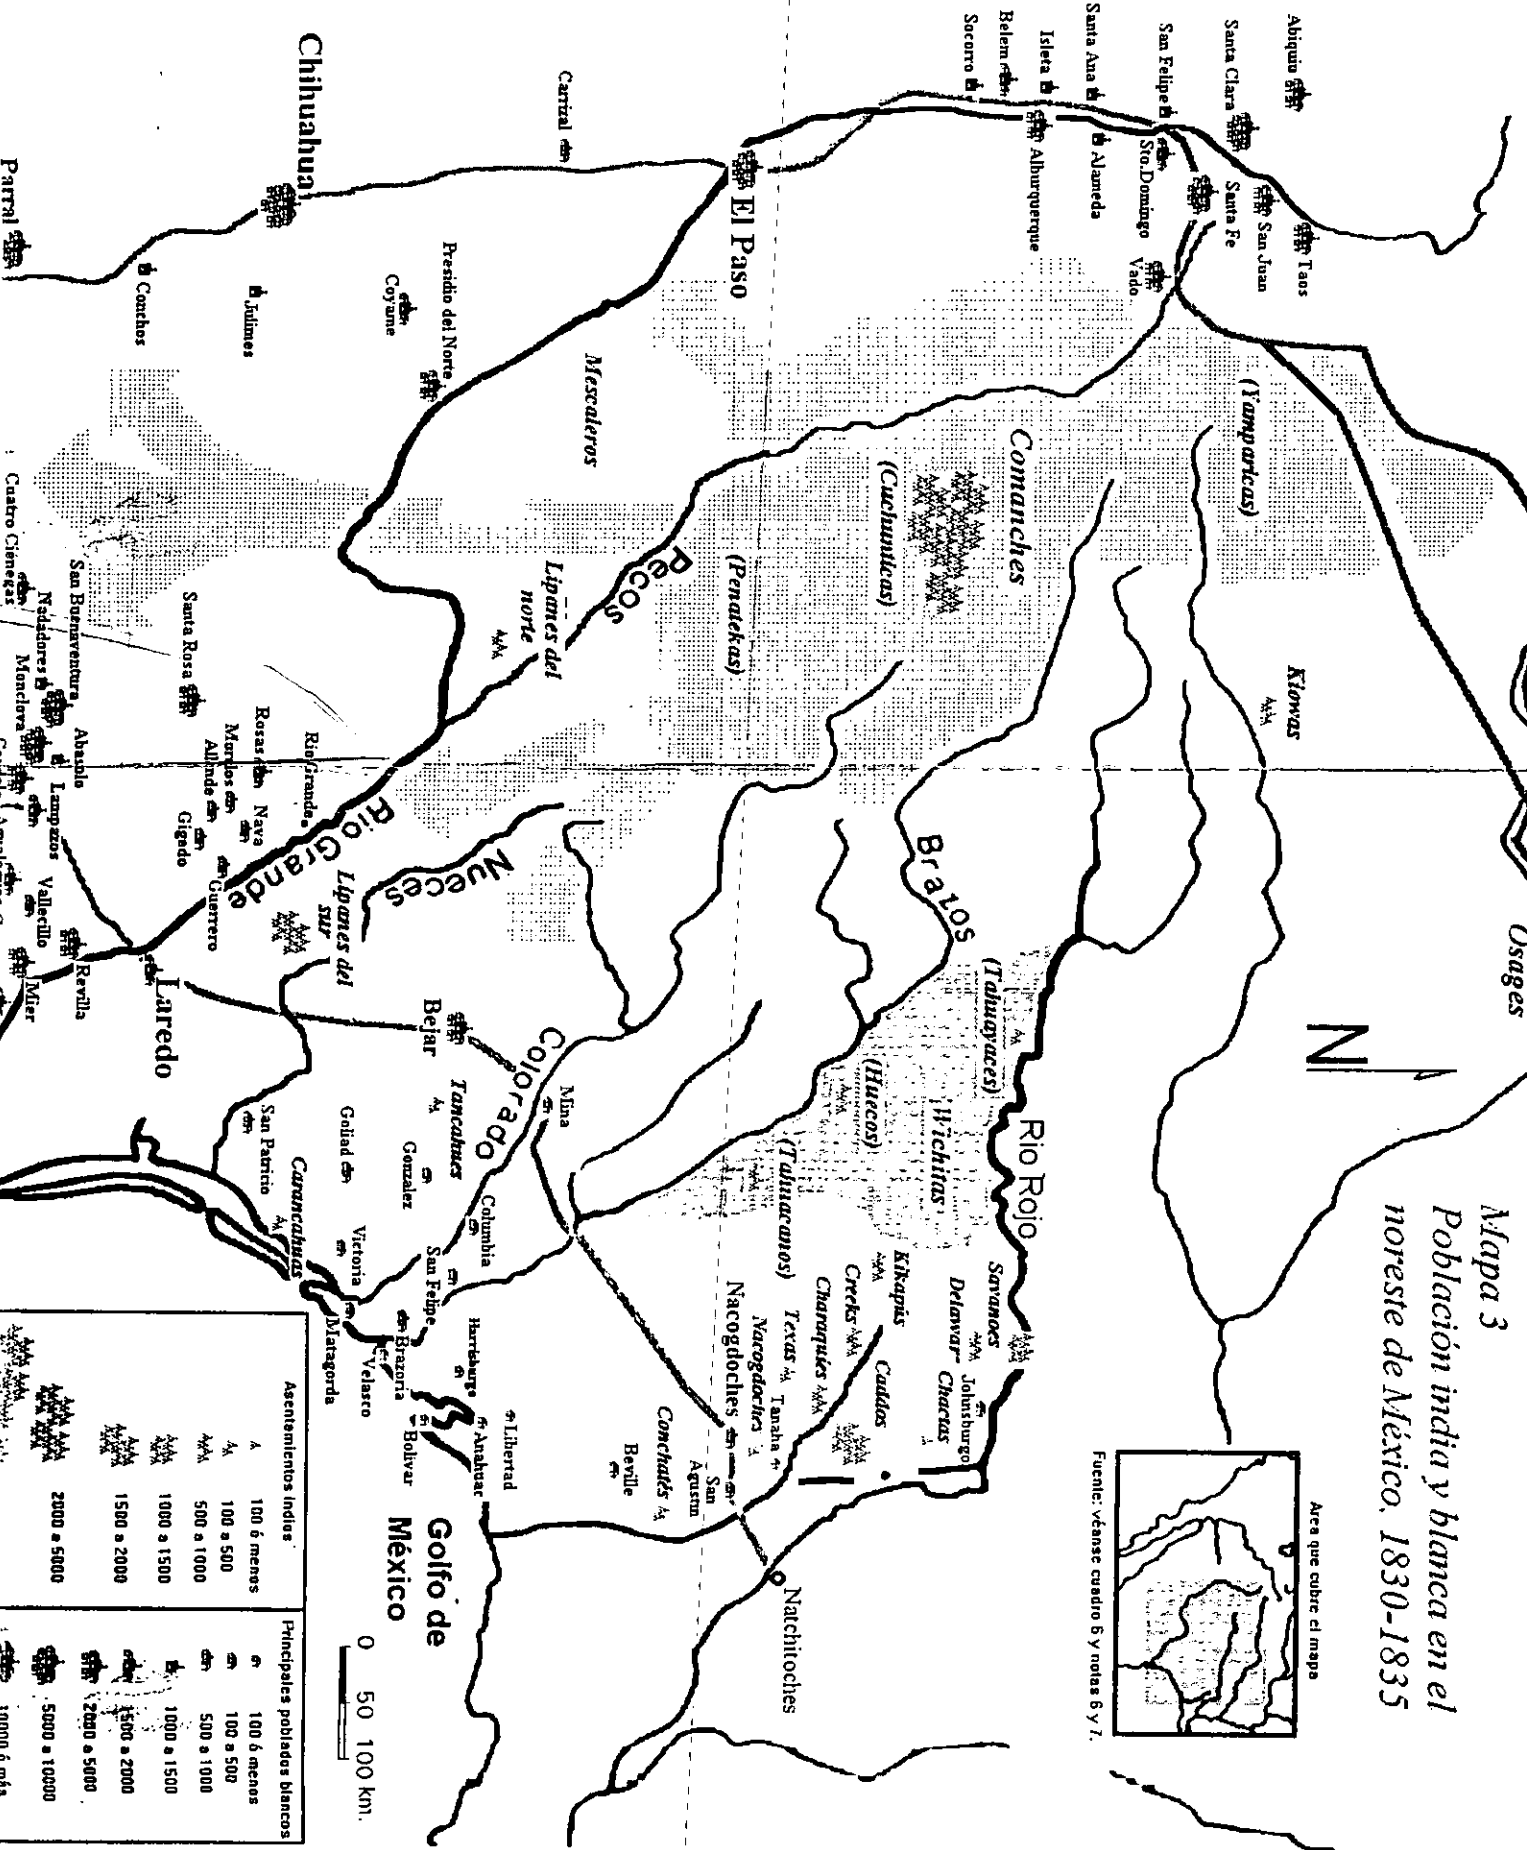 Mapa 3
Población india y blanca en el
noreste de México, 1830-1835
Area que cubre el mapa
Fuente: véanse cuadro 6 y notas 6 y 7.
N
Osages
Kiowas
Abiquiu
Santa Clara
San Felipe
Santa Ana
Isleta
Belem
Socorro
Taos
San Juan
Santa Fe
Sto.Domingo
Vado
Alameda
Alburquerque
El Paso
Carrizal
Chihuahua
Parral
Conchos
Julimes
Coyame
Presidio del Norte
Mescaleros
(Yamparicas)
Comanches
(Cuchunticas)
(Penatekas)
Pecos
Lipanes del
norte
Santa Rosa
San Buenaventura
Nadadores
Cuatro Cienegas
Monclova
Abasolo
Lampazos
Vallecillo
Rosas
Morelos
Allende
Nava
Gigedo
Rio Grande
Guerrero
Rio Grande
Nueces
Lipanes del
sur
Revilla
Mier
Laredo
Bejar
Brazos
Colorado
Mina
Tancahues
Gonzalez
Goliad
San Patricio
Carancahuas
Victoria
Columbia
San Felipe
Matagorda
Velasco
Brazoria
Harrisburgo
Bolivar
Anahuac
Libertad
Beville
Conchatés
San
Agustin
Nacogdoches
Nacogdoches
Texas
Tanaha
Charaquies
Creeks
Kikapús
Caddos
Savanoes
Delawar
Chactas
Johnsburgo
(Tahuayaces)
Wichitas
(Huecos)
(Tahuacanos)
Rio Rojo
Natchitoches
Golfo de
México
0 50 100 km.
Asentamientos indios
100 ó menos
100 a 500
500 a 1000
1000 a 1500
1500 a 2000
2000 a 5000
Principales poblados blancos
100 ó menos
100 a 500
500 a 1000
1000 a 1500
1500 a 2000
2000 a 5000
5000 a 10000
10000 ó más